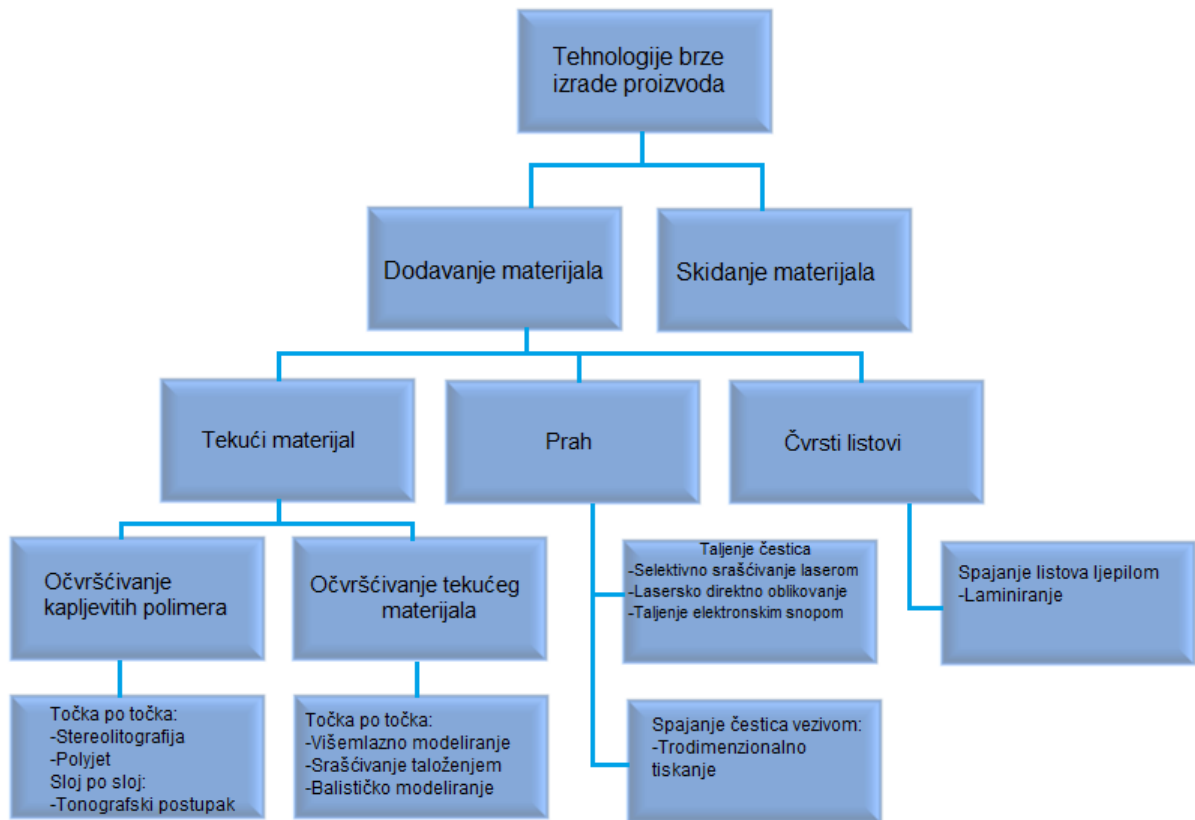 Tehnologije brze
izrade proizvoda
Dodavanje materijala
Skidanje materijala
Tekući materijal
Prah
Čvrsti listovi
Očvršćivanje
kapljevitih polimera
Očvršćivanje tekućeg
materijala
Taljenje čestica
-Selektivno srašćivanje laserom
-Lasersko direktno oblikovanje
-Taljenje elektronskim snopom
Spajanje listova ljepilom
-Laminiranje
Točka po točka:
-Stereolitografija
-Polyjet
Sloj po sloj:
-Tonografski postupak
Točka po točka:
-Višemlazno modeliranje
-Srašćivanje taloženjem
-Balističko modeliranje
Spajanje čestica vezivom:
-Trodimenzionalno
tiskanje